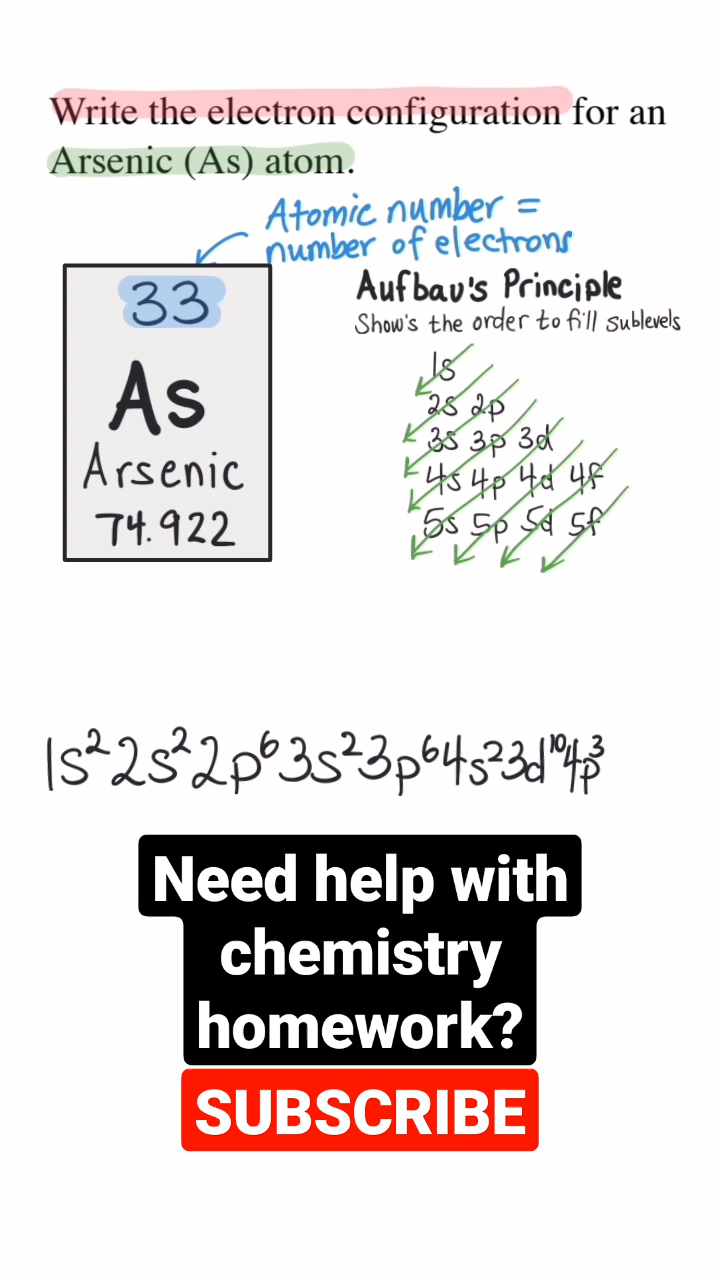 Write the electron configuration for an
Arsenic (As) atom.
Atomic number =
number of electrons
33
As
Arsenic
74.922
Aufbau's Principle
Show's the order to fill sublevels
1s
2s 2p
3s 3p 3d
4s 4p 4d 4f
5s 5p 5d 5f
1s²2s²2p⁶3s²3p⁶4s²3d¹⁰4p³
Need help with
chemistry
homework?
SUBSCRIBE